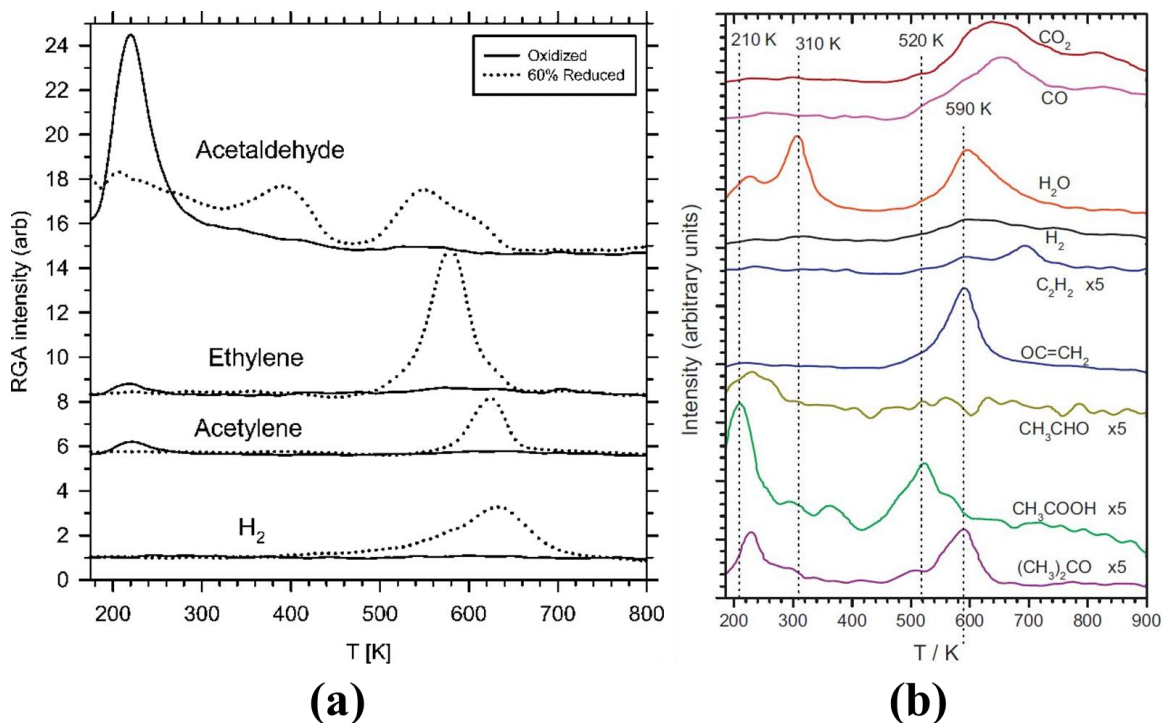 24
22
20
18
16
14
12
10
8
6
4
2
0
RGA intensity (arb)
Oxidized
60% Reduced
Acetaldehyde
Ethylene
Acetylene
H₂
200 300 400 500 600 700 800
T [K]
(a)
Intensity (arbitrary units)
210 K
310 K
520 K
590 K
CO₂
CO
H₂O
H₂
C₂H₂ x5
OC=CH₂
CH₃CHO x5
CH₃COOH x5
(CH₃)₂CO x5
200 300 400 500 600 700 800 900
T / K
(b)